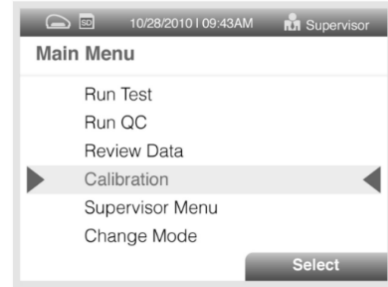 SD 10/28/2010 | 09:43AM Supervisor
Main Menu
Run Test
Run QC
Review Data
Calibration
Supervisor Menu
Change Mode
Select